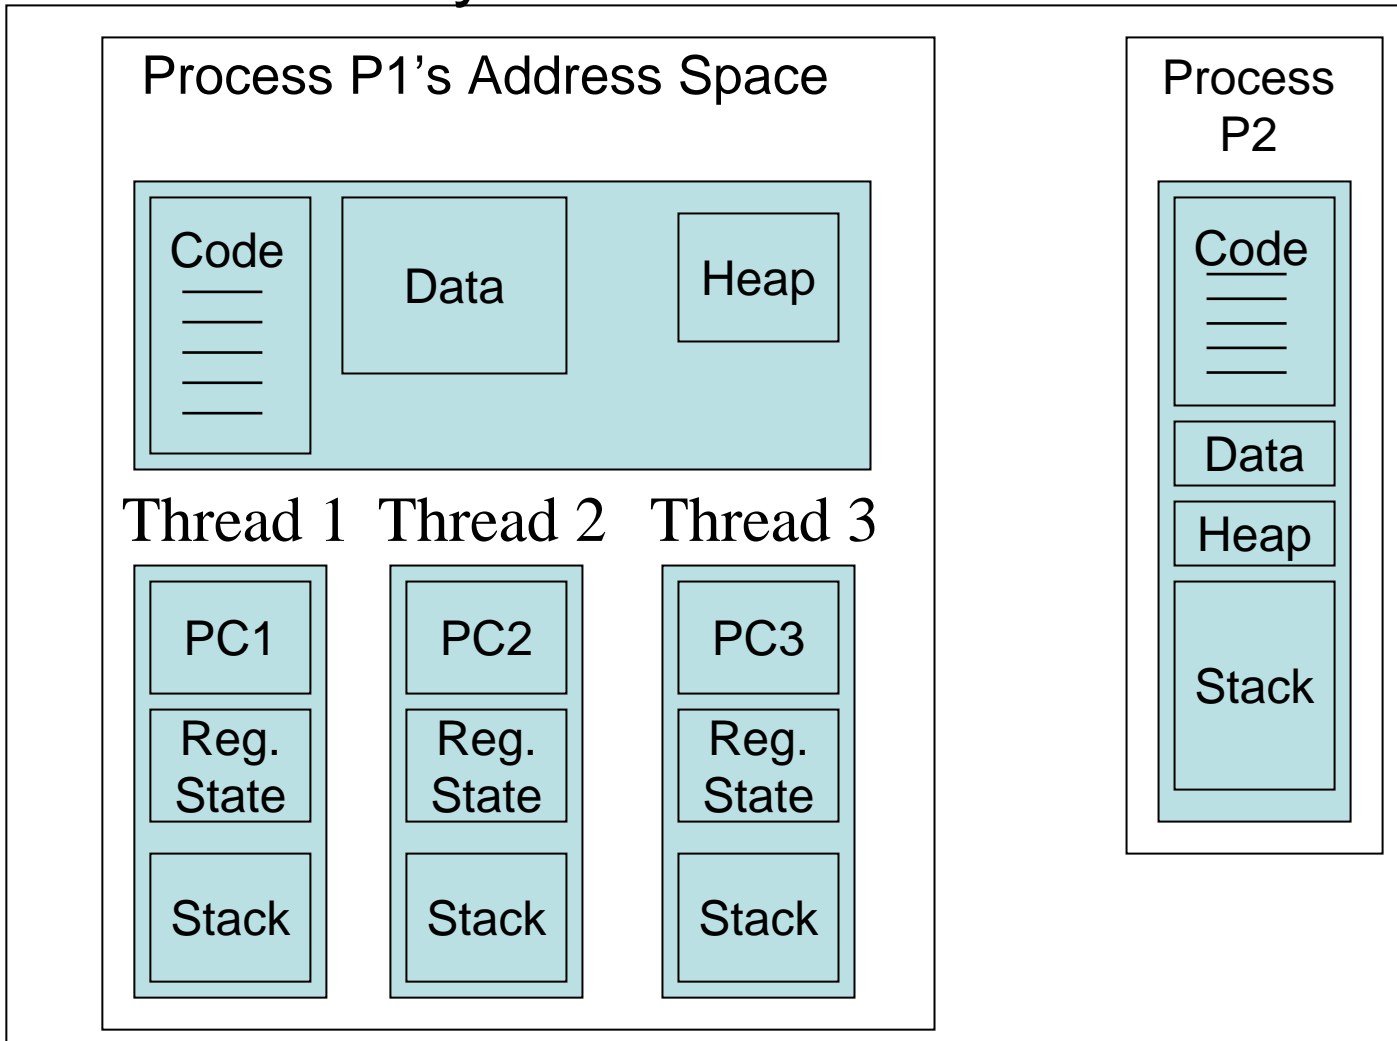 Process P1’s Address Space
Code
Data
Heap
Thread 1
Thread 2
Thread 3
PC1
Reg.
State
Stack
PC2
Reg.
State
Stack
PC3
Reg.
State
Stack
Process
P2
Code
Data
Heap
Stack